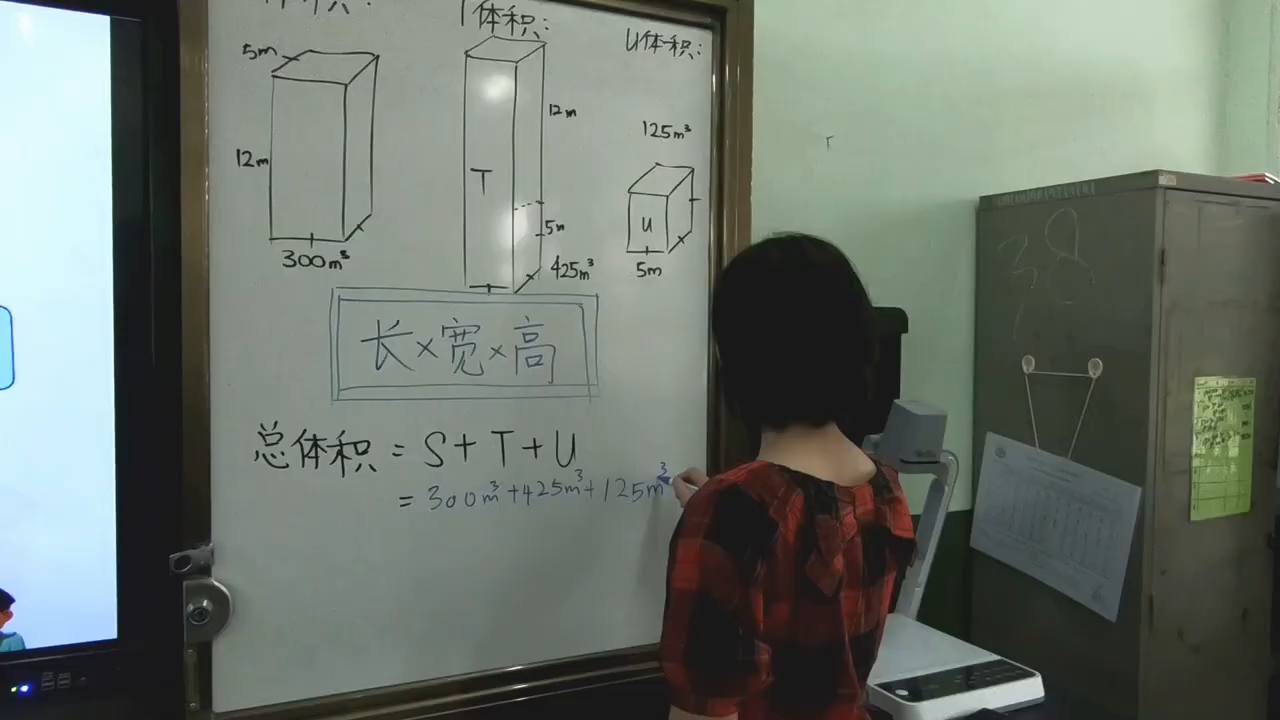 T体积:
U体积:
5m
12m
300m³
12m
T
5m
425m³
125m³
U
5m
长×宽×高
总体积 = S+T+U
= 300m³+425m³+125m³